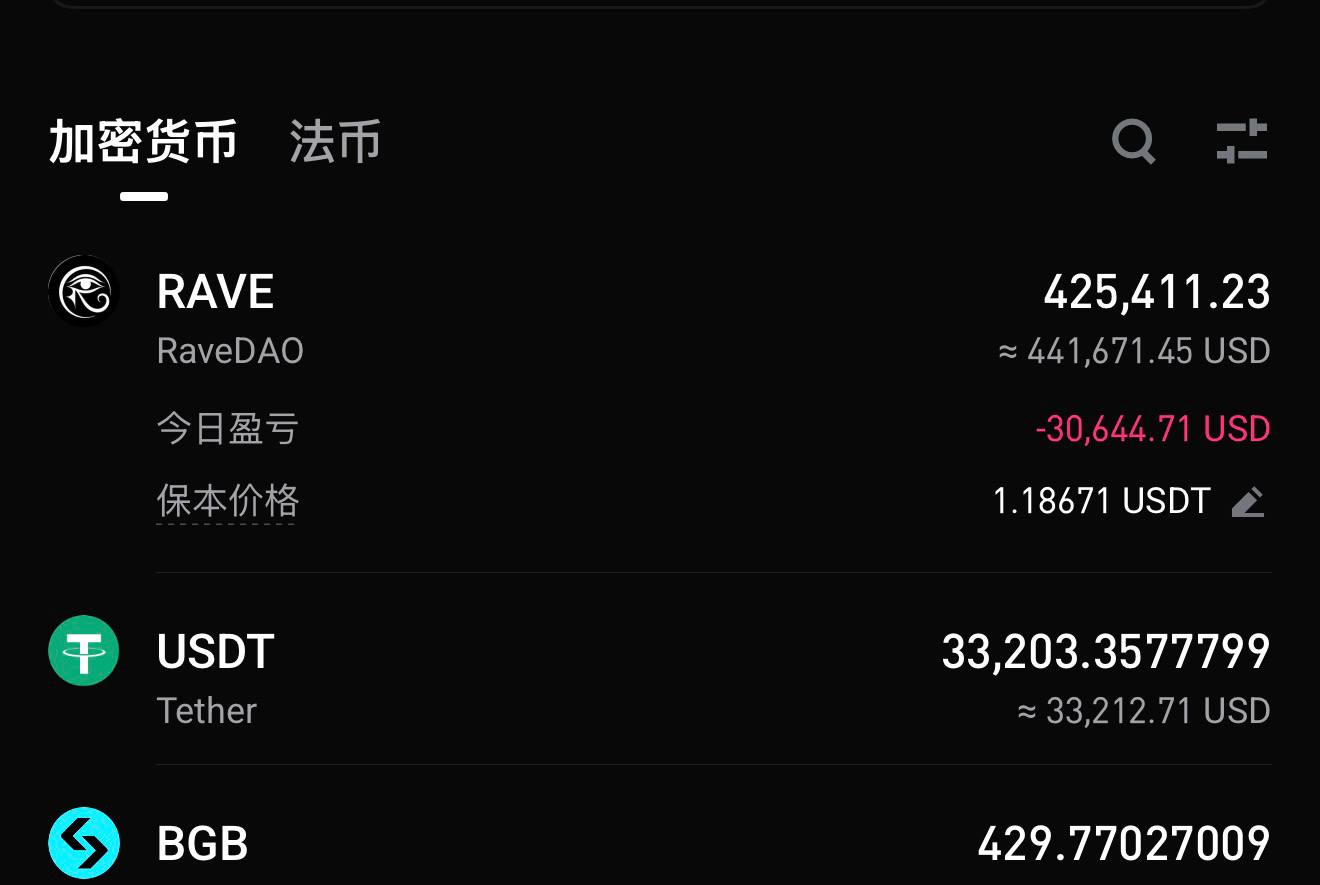 加密货币 法币
RAVE 425,411.23
RaveDAO ≈ 441,671.45 USD
今日盈亏 -30,644.71 USD
保本价格 1.18671 USDT
USDT 33,203.3577799
Tether ≈ 33,212.71 USD
BGB 429.77027009